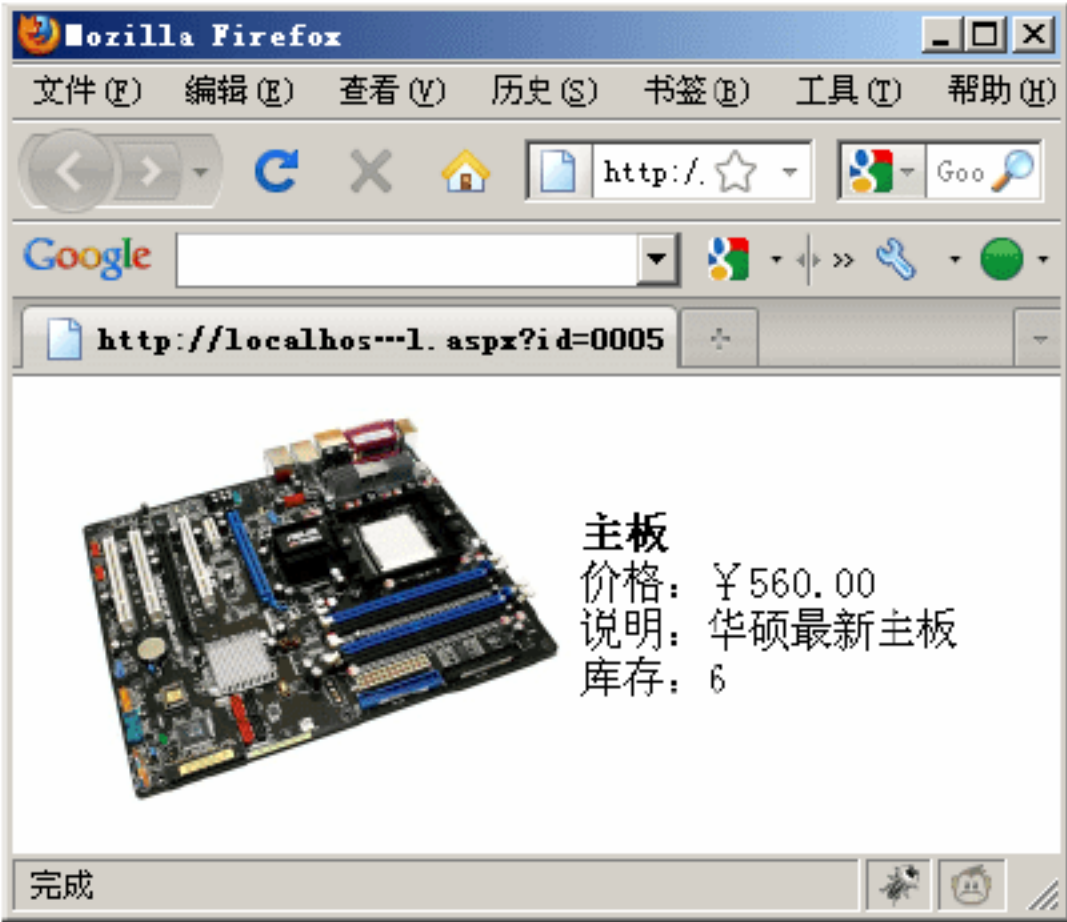 Mozilla Firefox
文件(F) 编辑(E) 查看(V) 历史(S) 书签(B) 工具(T) 帮助(H)
http:/. Goo
Google
http://localhos…l.aspx?id=0005
主板
价格：￥560.00
说明：华硕最新主板
库存：6
完成